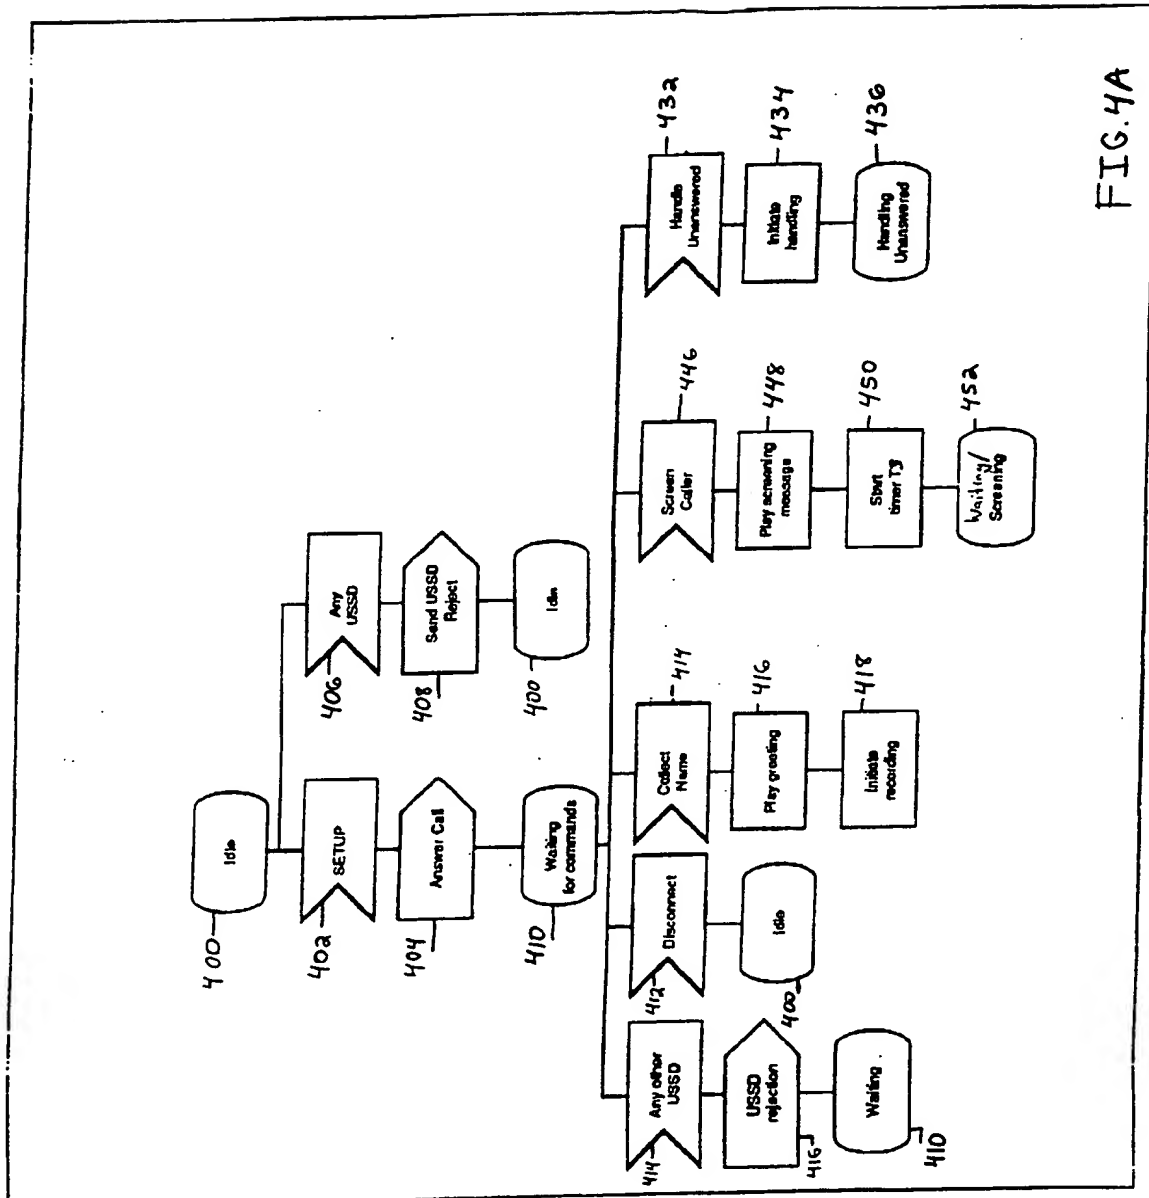 400
Idle
402
SETUP
406
Any
USSD
404
Answer Call
408
Send USSD
Reject
410
Waiting
for commands
400
Idle
414
Any other
USSD
412
Disconnect
414
Collect
Name
446
Screen
Caller
432
Handle
Unanswered
416
USSD
rejection
400
Idle
416
Play greeting
448
Play screening
message
434
Initiate
handling
410
Waiting
418
Initiate
recording
450
Start
timer T3
436
Handling
Unanswered
452
Waiting/
Screening
FIG. 4A